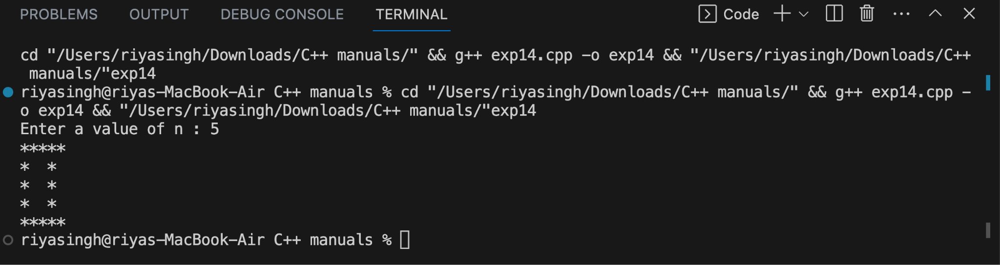 PROBLEMS OUTPUT DEBUG CONSOLE TERMINAL Code
cd "/Users/riyasingh/Downloads/C++ manuals/" && g++ exp14.cpp -o exp14 && "/Users/riyasingh/Downloads/C++
 manuals/"exp14
riyasingh@riyas-MacBook-Air C++ manuals % cd "/Users/riyasingh/Downloads/C++ manuals/" && g++ exp14.cpp -
o exp14 && "/Users/riyasingh/Downloads/C++ manuals/"exp14
Enter a value of n : 5
*****
*  *
*  *
*  *
*****
riyasingh@riyas-MacBook-Air C++ manuals %